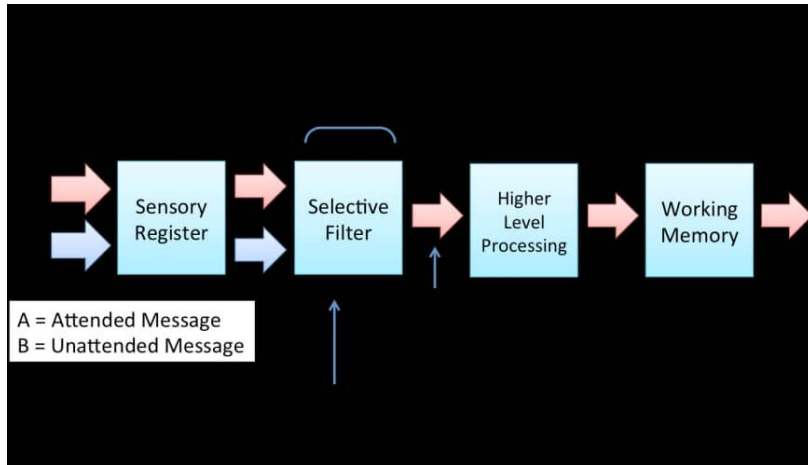 Sensory
Register
Selective
Filter
Higher
Level
Processing
Working
Memory
A = Attended Message
B = Unattended Message